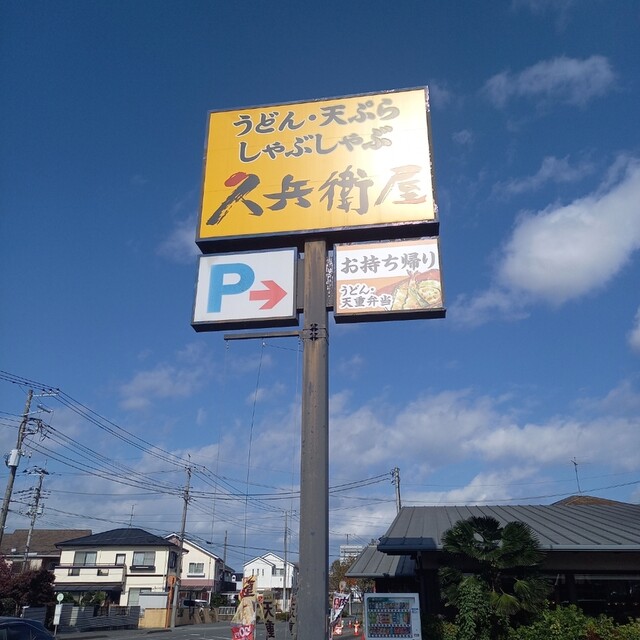 うどん・天ぷら
しゃぶしゃぶ
久兵衛屋
P→
お持ち帰り
うどん・
天重弁当